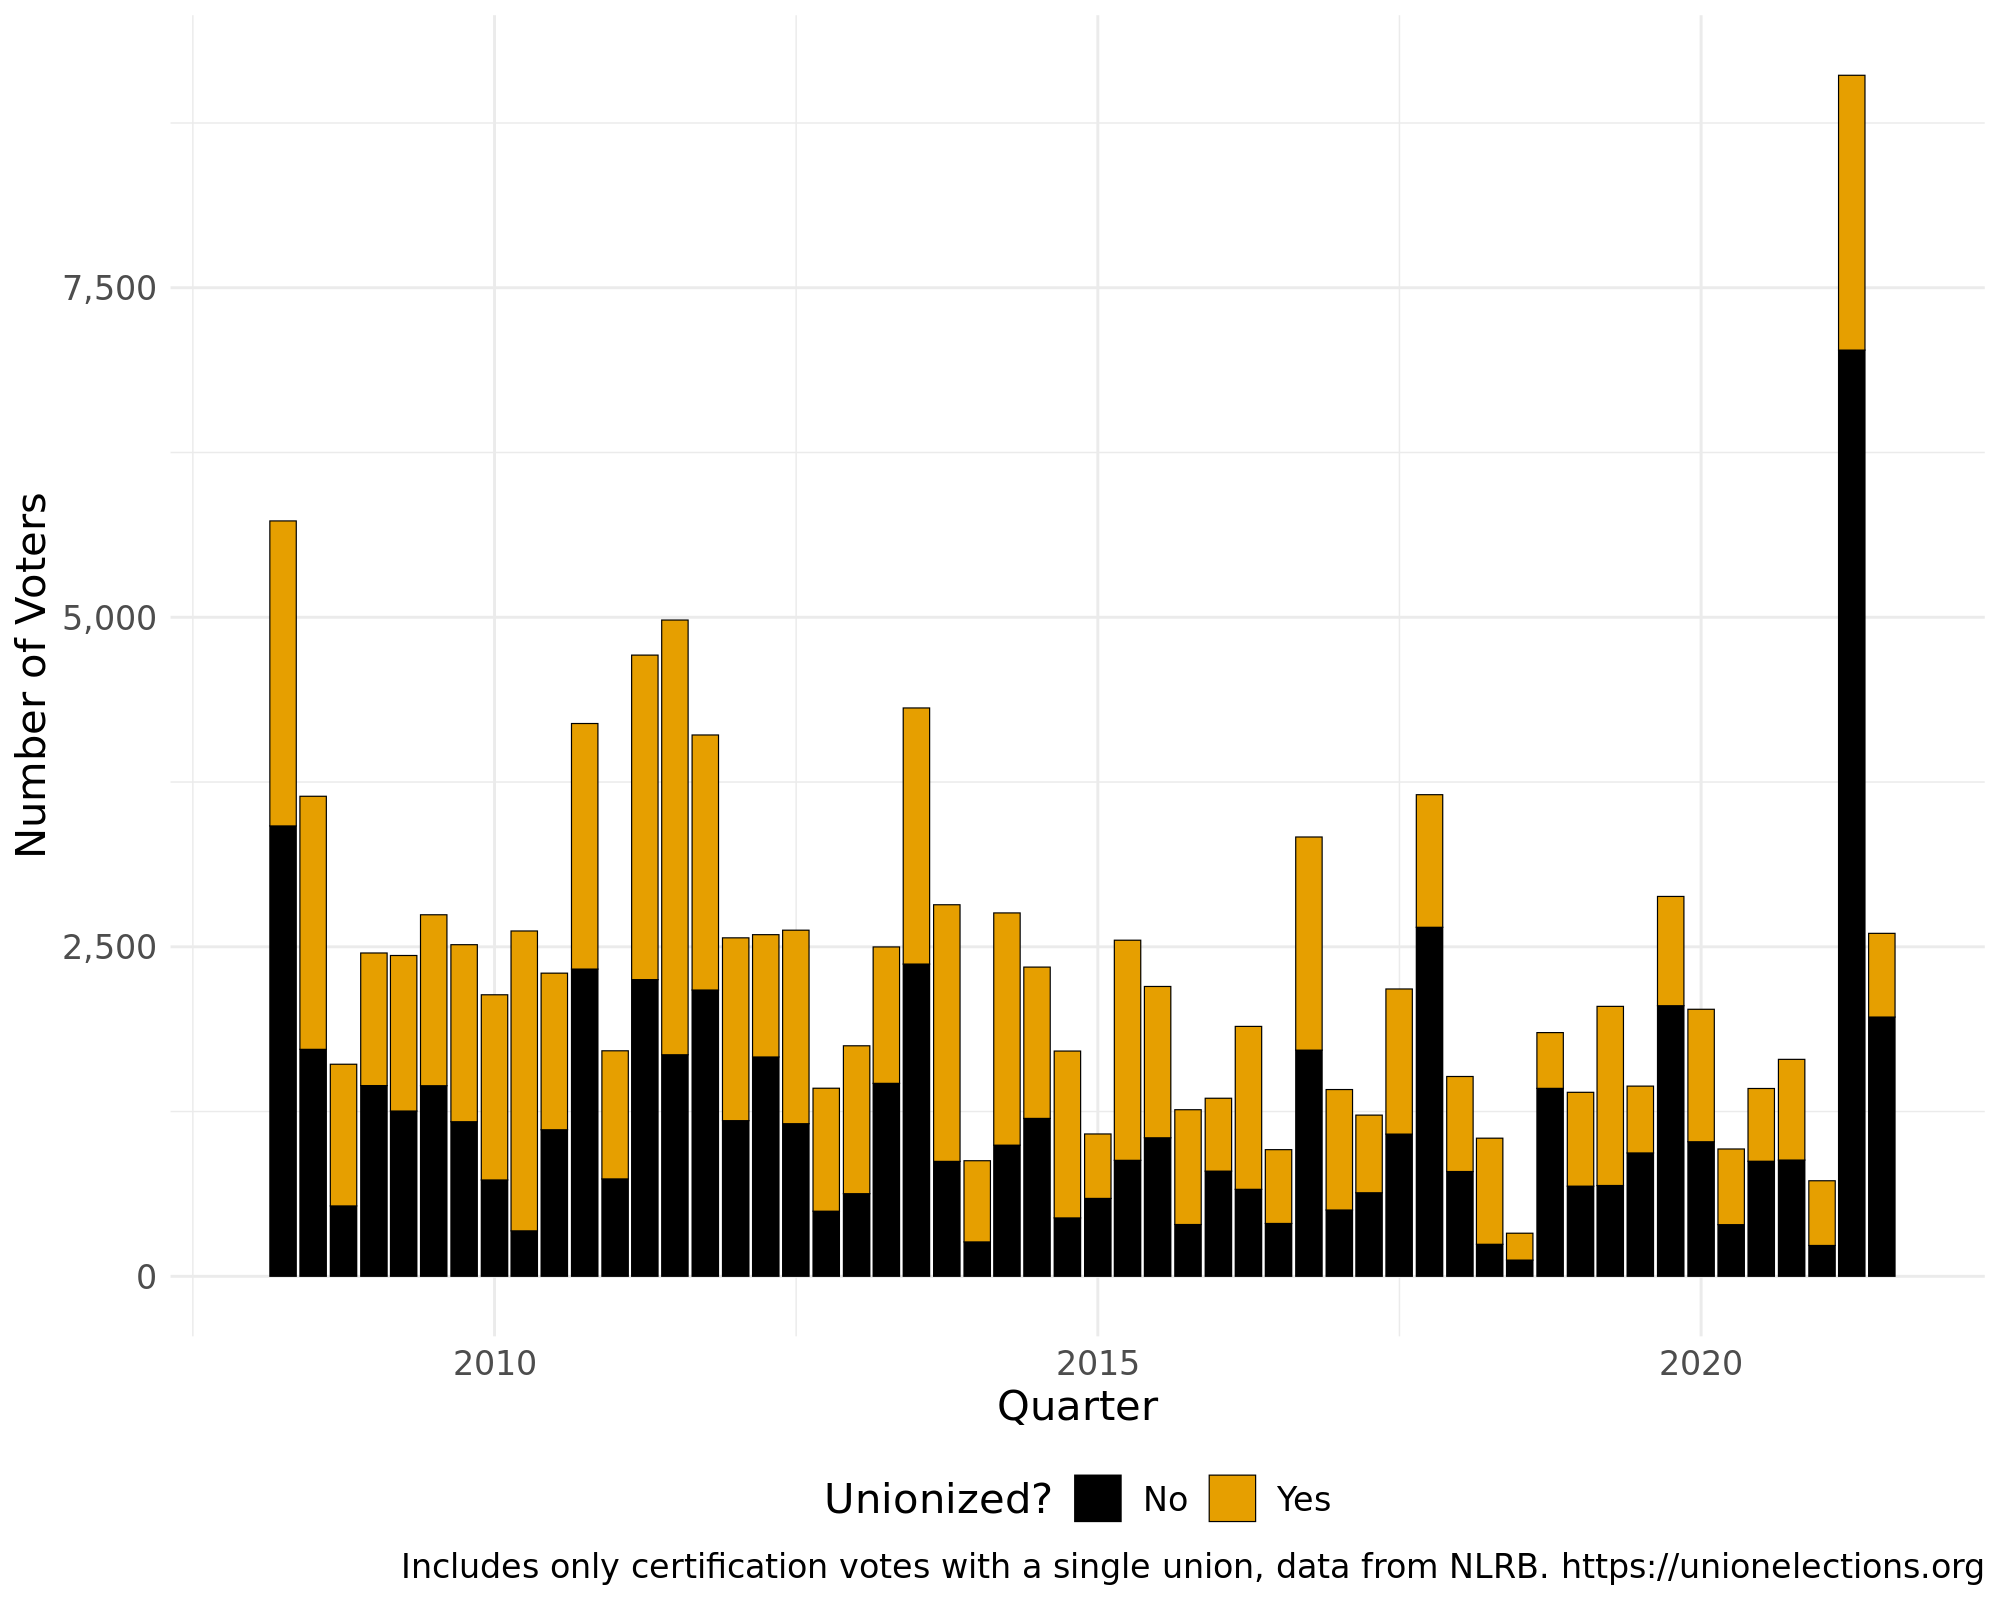 7,500
5,000
2,500
0
Number of Voters
2010 2015 2020
Quarter
Unionized? No Yes
Includes only certification votes with a single union, data from NLRB. https://unionelections.org